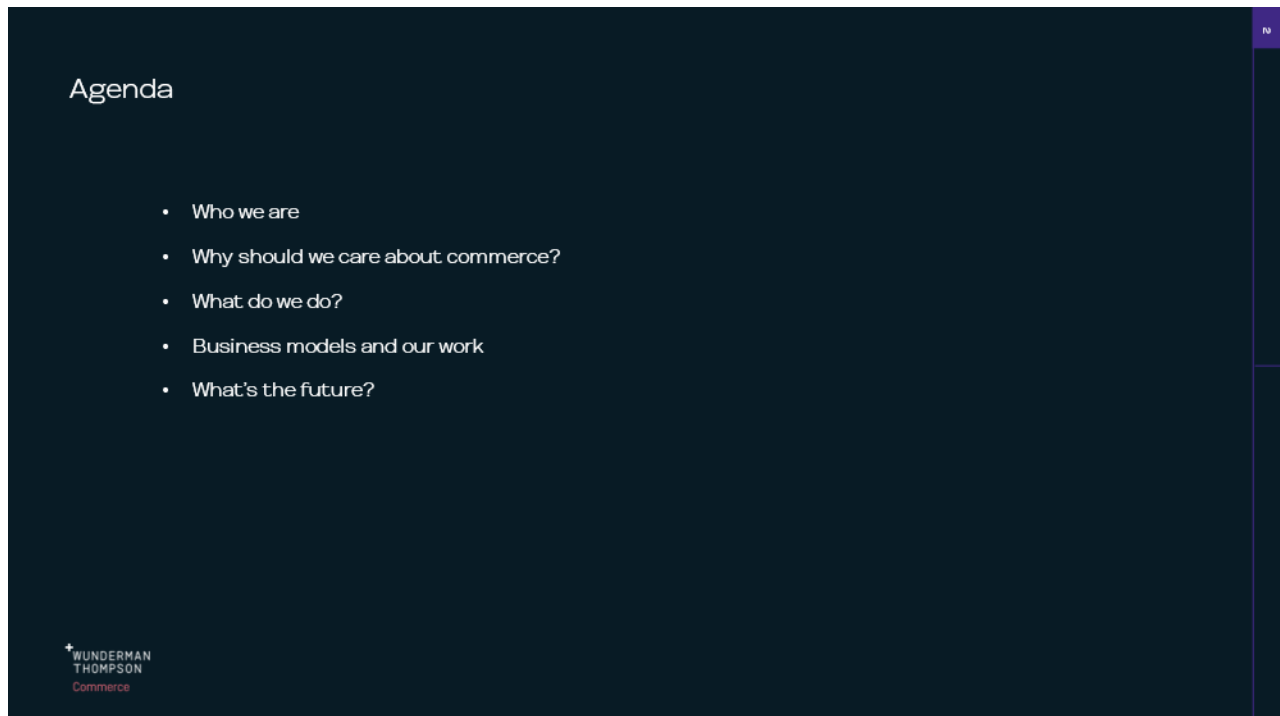 2
Agenda
• Who we are
• Why should we care about commerce?
• What do we do?
• Business models and our work
• What's the future?
+
WUNDERMAN
THOMPSON
Commerce